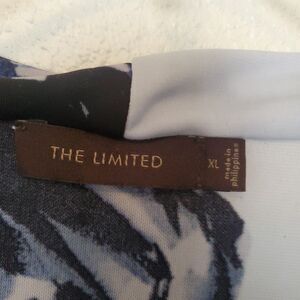 THE LIMITED
XL
made in
philippines